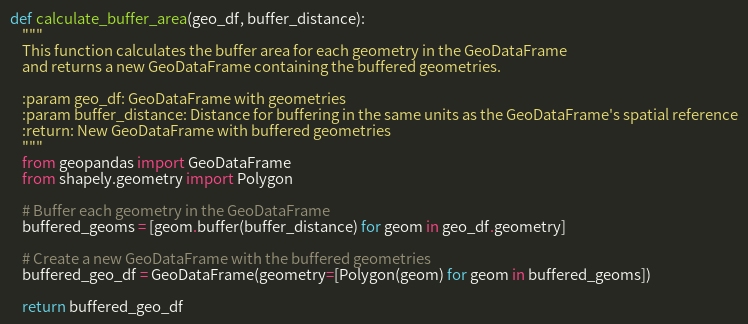 def calculate_buffer_area(geo_df, buffer_distance):
"""
This function calculates the buffer area for each geometry in the GeoDataFrame
and returns a new GeoDataFrame containing the buffered geometries.
:param geo_df: GeoDataFrame with geometries
:param buffer_distance: Distance for buffering in the same units as the GeoDataFrame's spatial reference
:return: New GeoDataFrame with buffered geometries
"""
from geopandas import GeoDataFrame
from shapely.geometry import Polygon
# Buffer each geometry in the GeoDataFrame
buffered_geoms = [geom.buffer(buffer_distance) for geom in geo_df.geometry]
# Create a new GeoDataFrame with the buffered geometries
buffered_geo_df = GeoDataFrame(geometry=[Polygon(geom) for geom in buffered_geoms])
return buffered_geo_df